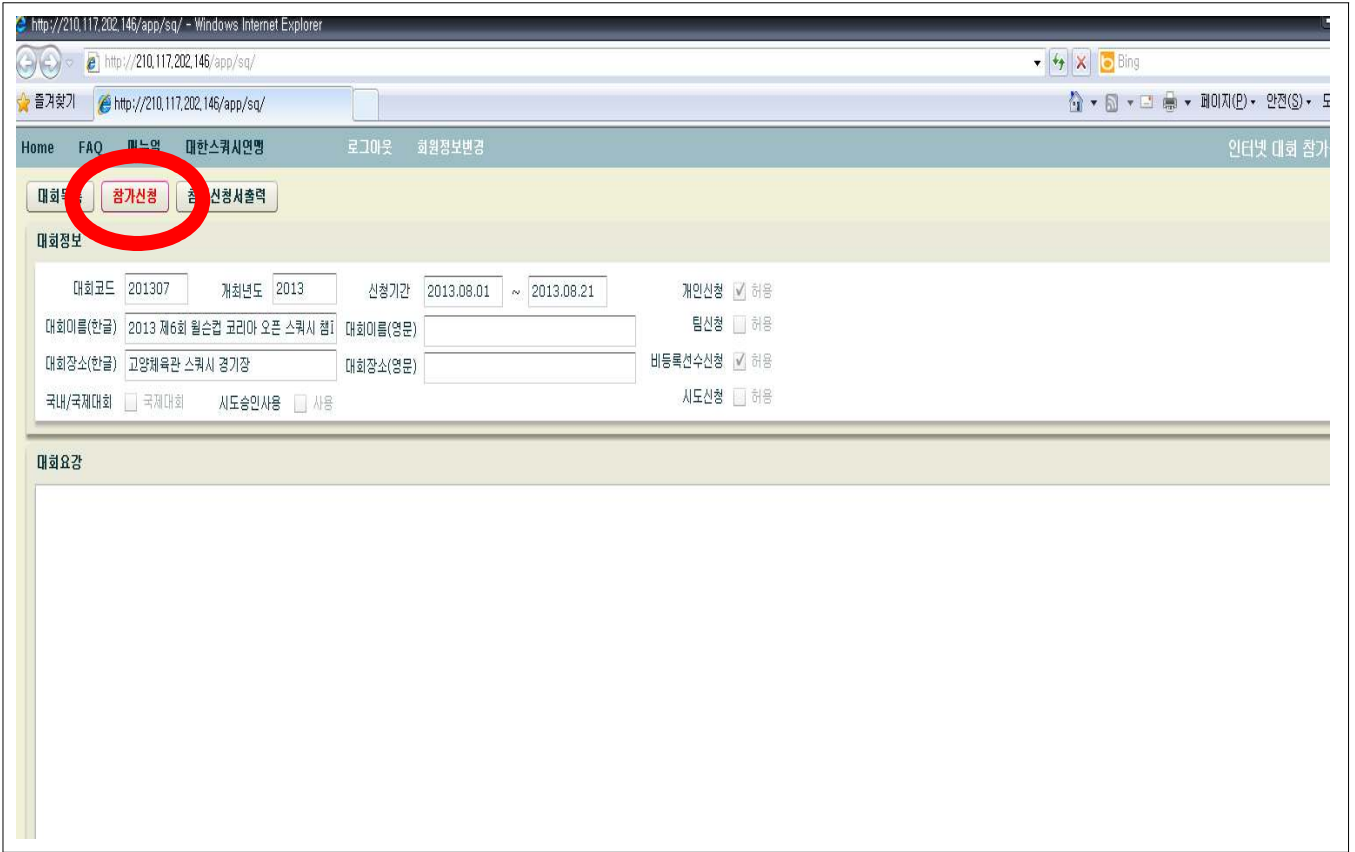 http://210,117,202,146/app/sq/ - Windows Internet Explorer
http://210,117,202,146/app/sq/
Bing
즐겨찾기 http://210,117,202,146/app/sq/
페이지(P) 안전(S)
Home FAQ 메뉴얼 대한스쿼시연맹 로그아웃 회원정보변경 인터넷 대회 참가
참가신청 신청서출력
대회정보
대회코드 201307 개최년도 2013 신청기간 2013.08.01 ~ 2013.08.21 개인신청 허용
대회이름(한글) 2013 제6회 윌슨컵 코리아 오픈 스쿼시 대회이름(영문) 팀신청 허용
대회장소(한글) 고양체육관 스쿼시 경기장 대회장소(영문) 비등록선수신청 허용
국내/국제대회 국제대회 시도승인사용 사용 시도신청 허용
대회요강